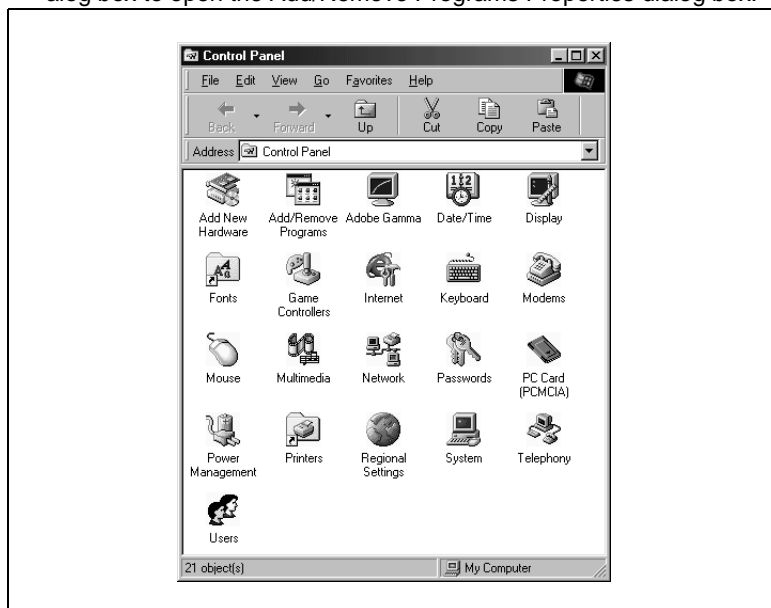 dialog box to open the Add/Remove Programs Properties dialog box.
Control Panel
File Edit View Go Favorites Help
Back Forward Up Cut Copy Paste
Address Control Panel
Add New Hardware
Add/Remove Programs
Adobe Gamma
Date/Time
Display
Fonts
Game Controllers
Internet
Keyboard
Modems
Mouse
Multimedia
Network
Passwords
PC Card (PCMCIA)
Power Management
Printers
Regional Settings
System
Telephony
Users
21 object(s) My Computer